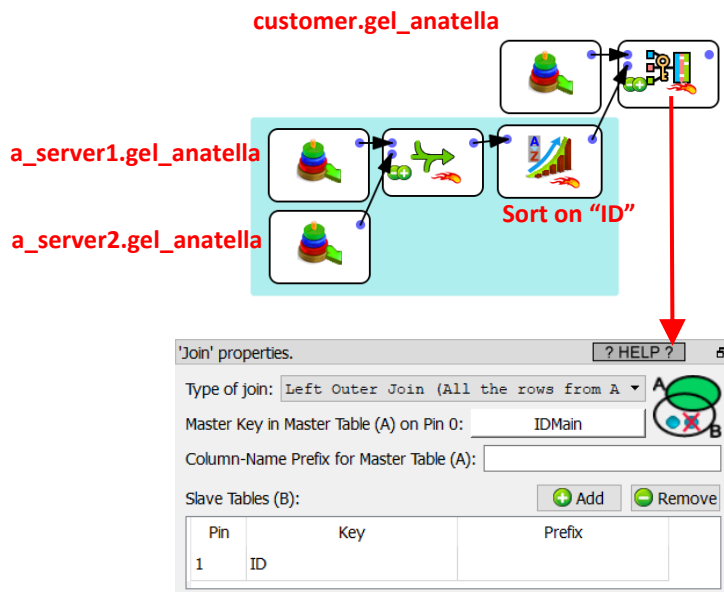 customer.gel_anatella
a_server1.gel_anatella
A
Z
Sort on “ID”
a_server2.gel_anatella
'Join' properties.
? HELP ?
Type of join: Left Outer Join (All the rows from A
A
B
Master Key in Master Table (A) on Pin 0: IDMain
Column-Name Prefix for Master Table (A):
Slave Tables (B): Add Remove
Pin Key Prefix
1 ID